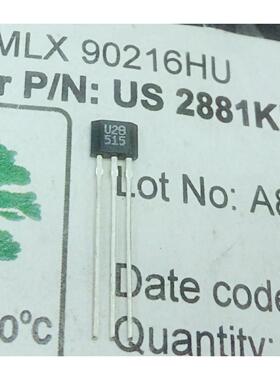 MLX 90216HU
r P/N: US 2881K
U28
515
Lot No: A8
0°C
Date code
Quantity: